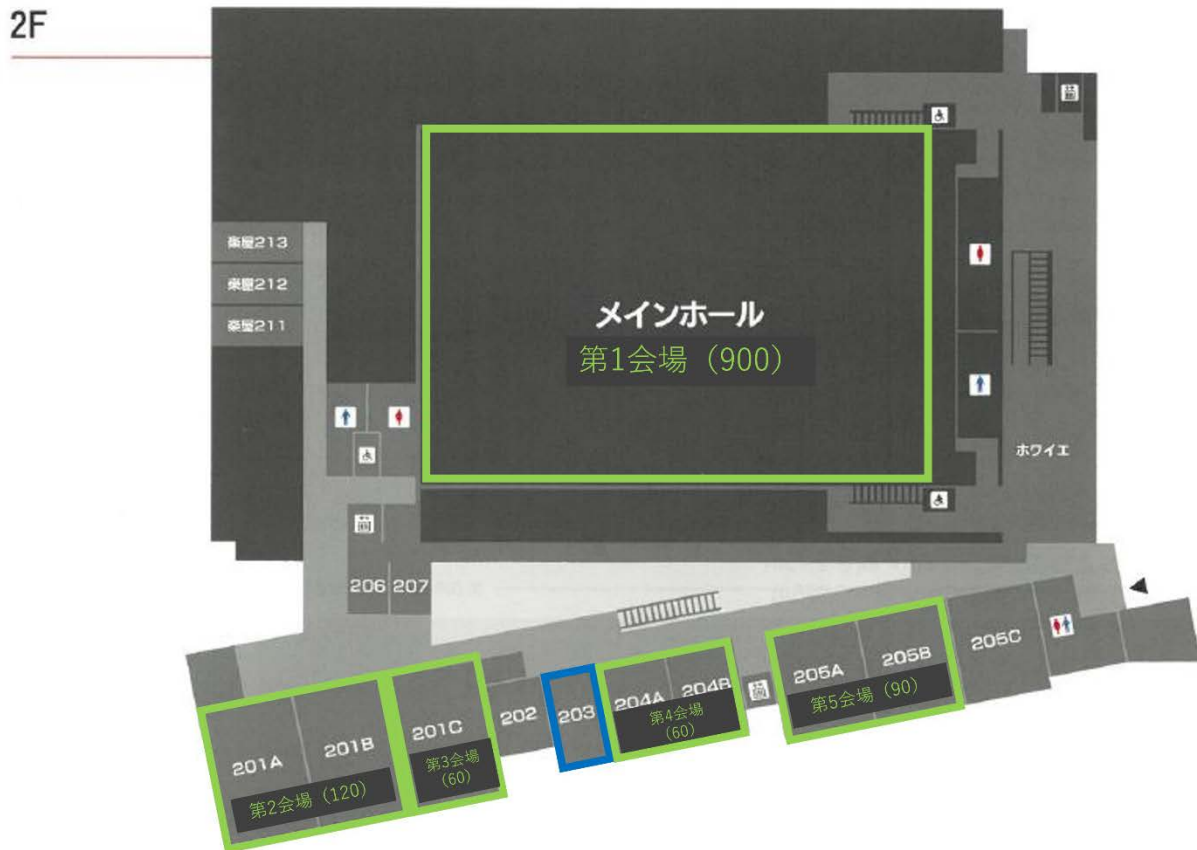 2F
楽屋213
楽屋212
楽屋211
メインホール
第1会場（900）
ホワイエ
206
207
201A
201B
第2会場（120）
201C
第3会場
（60）
202
203
204A
204B
第4会場
（60）
205A
205B
第5会場（90）
205C